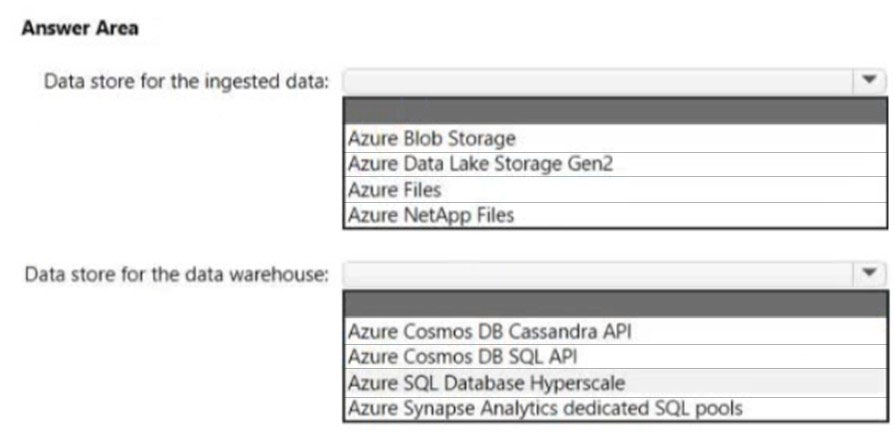 Answer Area
Data store for the ingested data:
Azure Blob Storage
Azure Data Lake Storage Gen2
Azure Files
Azure NetApp Files
Data store for the data warehouse:
Azure Cosmos DB Cassandra API
Azure Cosmos DB SQL API
Azure SQL Database Hyperscale
Azure Synapse Analytics dedicated SQL pools